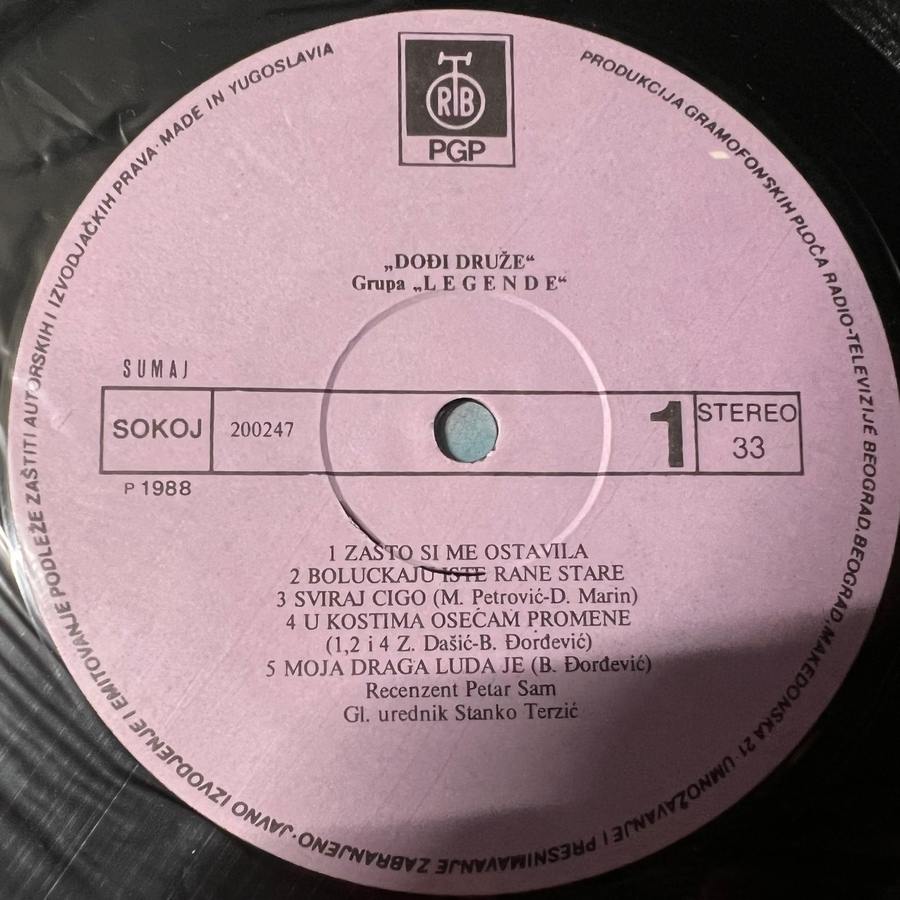 PRODUKCIJA GRAMOFONSKIH PLOČA RADIO-TELEVIZIJE BEOGRAD, BEOGRAD, MAKEDONSKA 21 · UMNOŽAVANJE I PRESNIMAVANJE ZABRANJENO · JAVNO IZVODJENJE I EMITOVANJE PODLEŽE ZAŠTITI AUTORSKIH I IZVODJAČKIH PRAVA · MADE IN YUGOSLAVIA
RTB
PGP
„DOĐI DRUŽE“
Grupa „L E G E N D E“
SUMAJ
SOKOJ 200247 1 STEREO 33
P 1988
1 ZAŠTO SI ME OSTAVILA
2 BOLUCKAJU ISTE RANE STARE
3 SVIRAJ CIGO (M. Petrović-D. Marin)
4 U KOSTIMA OSEĆAM PROMENE
(1,2 i 4 Z. Dašić-B. Đorđević)
5 MOJA DRAGA LUDA JE (B. Đorđević)
Recenzent Petar Sam
Gl. urednik Stanko Terzić